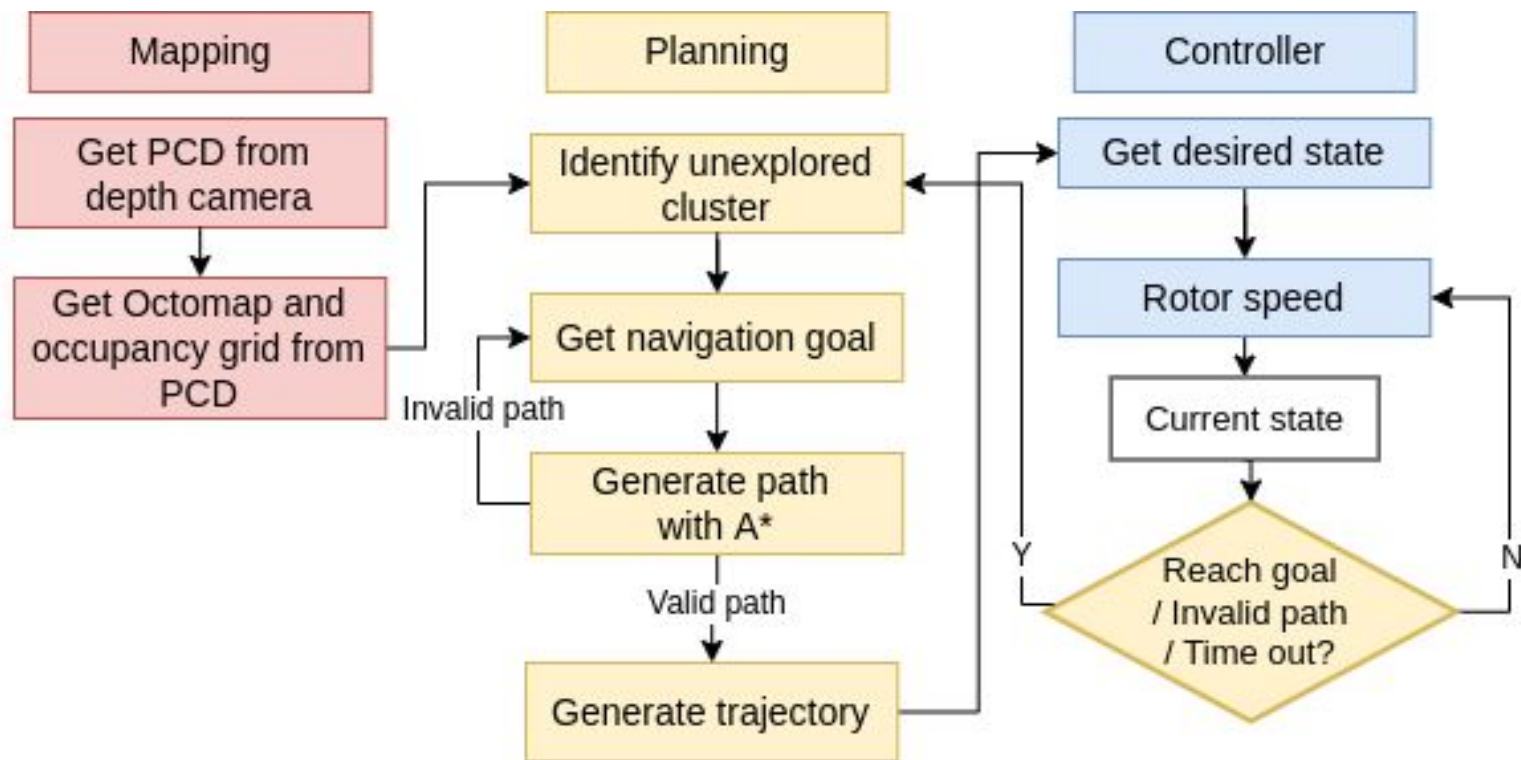 Mapping
Get PCD from
depth camera
Get Octomap and
occupancy grid from
PCD
Planning
Identify unexplored
cluster
Get navigation goal
Invalid path
Generate path
with A*
Valid path
Generate trajectory
Controller
Get desired state
Rotor speed
Current state
Reach goal
/ Invalid path
/ Time out?
Y
N